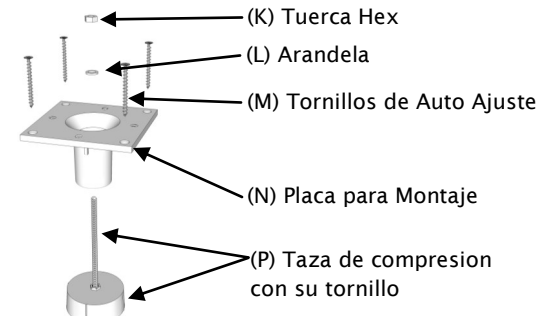 (K) Tuerca Hex
(L) Arandela
(M) Tornillos de Auto Ajuste
(N) Placa para Montaje
(P) Taza de compresion
con su tornillo